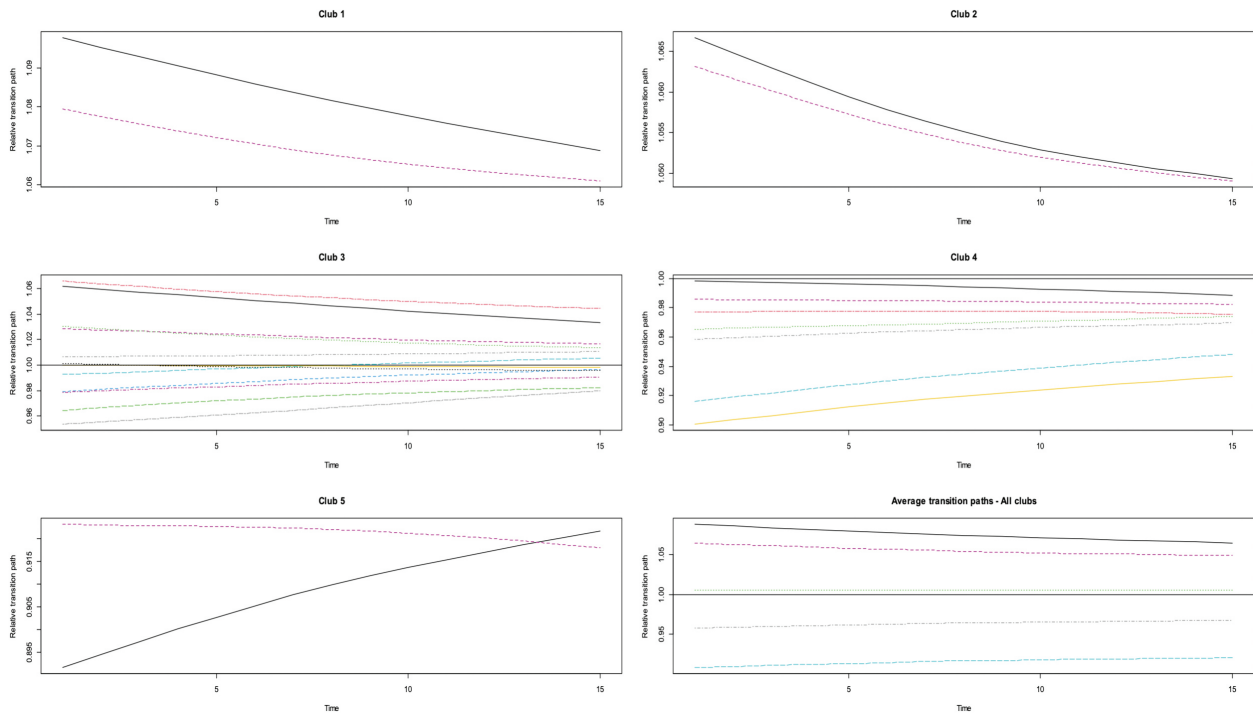 Club 1
Relative transition path
1.06 1.07 1.08 1.09
5 10 15
Time
Club 2
Relative transition path
1.050 1.055 1.060 1.065
5 10 15
Time
Club 3
Relative transition path
0.96 0.98 1.00 1.02 1.04 1.06
5 10 15
Time
Club 4
Relative transition path
0.90 0.92 0.94 0.96 0.98 1.00
5 10 15
Time
Club 5
Relative transition path
0.895 0.905 0.915
5 10 15
Time
Average transition paths - All clubs
Relative transition path
0.95 1.00 1.05
5 10 15
Time